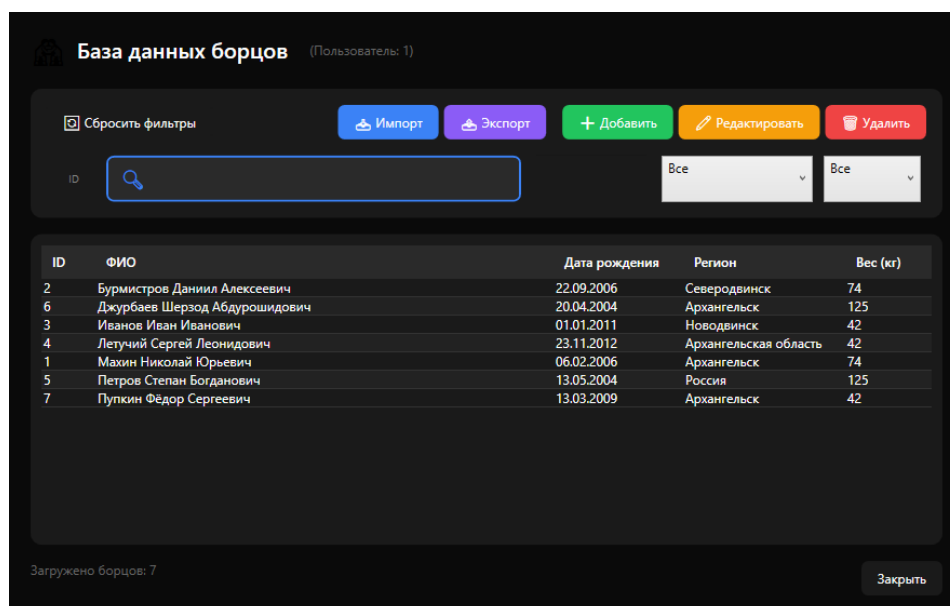 База данных борцов (Пользователь: 1)
Сбросить фильтры Импорт Экспорт + Добавить Редактировать Удалить
ID Все Все
ID ФИО Дата рождения Регион Вес (кг)
2 Бурмистров Даниил Алексеевич 22.09.2006 Северодвинск 74
6 Джурбаев Шерзод Абдурошидович 20.04.2004 Архангельск 125
3 Иванов Иван Иванович 01.01.2011 Новодвинск 42
4 Летучий Сергей Леонидович 23.11.2012 Архангельская область 42
1 Махин Николай Юрьевич 06.02.2006 Архангельск 74
5 Петров Степан Богданович 13.05.2004 Россия 125
7 Пупкин Фёдор Сергеевич 13.03.2009 Архангельск 42
Загружено борцов: 7
Закрыть